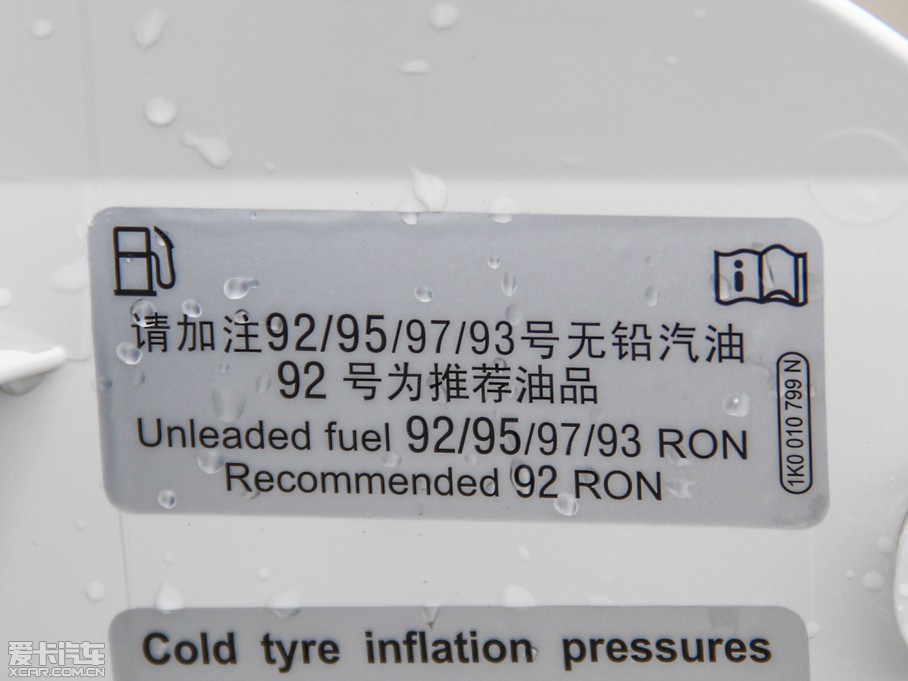 请加注92/95/97/93号无铅汽油
92 号为推荐油品
Unleaded fuel 92/95/97/93 RON
Recommended 92 RON
1K0 010 799 N
Cold tyre inflation pressures
爱卡汽车
XCAR.COM.CN